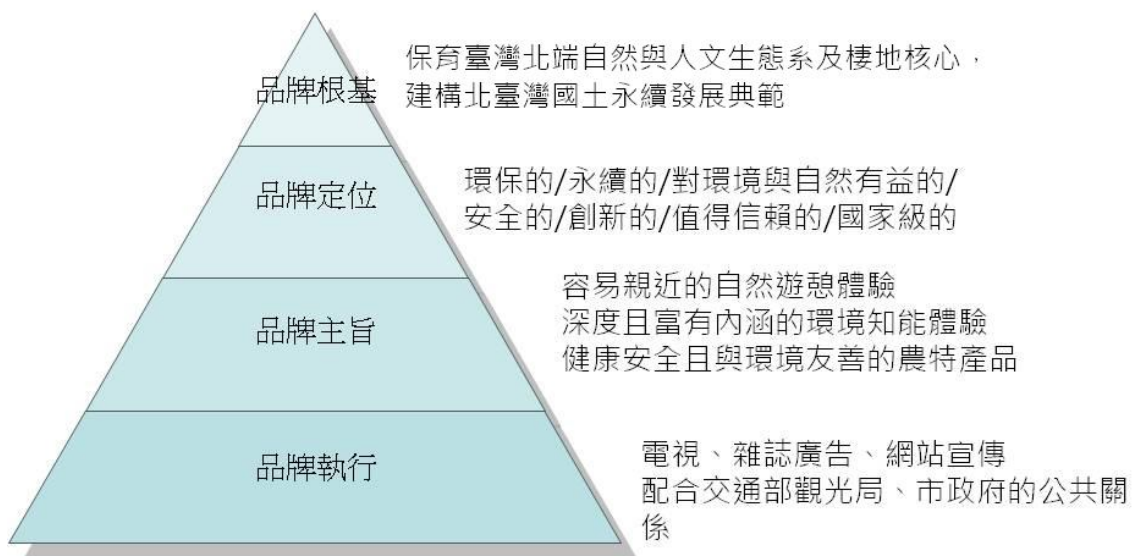 品牌根基
保育臺灣北端自然與人文生態系及棲地核心，
建構北臺灣國土永續發展典範
品牌定位
環保的/永續的/對環境與自然有益的/
安全的/創新的/值得信賴的/國家級的
品牌主旨
容易親近的自然遊憩體驗
深度且富有內涵的環境知能體驗
健康安全且與環境友善的農特產品
品牌執行
電視、雜誌廣告、網站宣傳
配合交通部觀光局、市政府的公共關
係